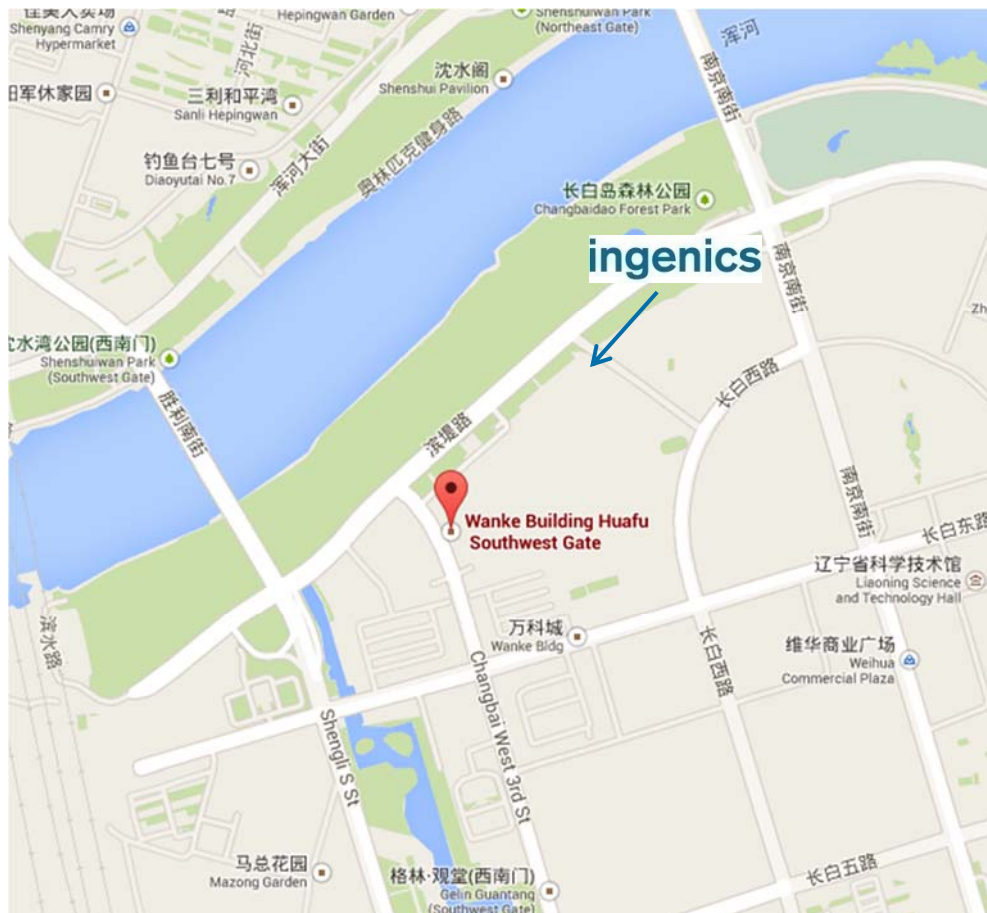 佳美大卖场
Shenyang Camry
Hypermarket
Hepingwan Garden
河北街
Shenshuiwan Park
(Northeast Gate)
浑河
南京南街
沈水阁
Shenshui Pavilion
阳军休家园
三利和平湾
Sanli Hepingwan
钓鱼台七号
Diaoyutai No.7
浑河大街
奥林匹克健身路
长白岛森林公园
Changbaidao Forest Park
ingenics
南京南街
Zh
沈水湾公园(西南门)
Shenshuiwan Park
(Southwest Gate)
胜利南街
长白西路
滨堤路
Wanke Building Huafu
Southwest Gate
南京南街
长白东路
辽宁省科学技术馆
Liaoning Science
and Technology Hall
滨水路
万科城
Wanke Bldg
长白西路
维华商业广场
Weihua
Commercial Plaza
Changbai West 3rd St
Shengli S St
马总花园
Mazong Garden
格林·观堂(西南门)
Gelin Guantang
(Southwest Gate)
长白五路